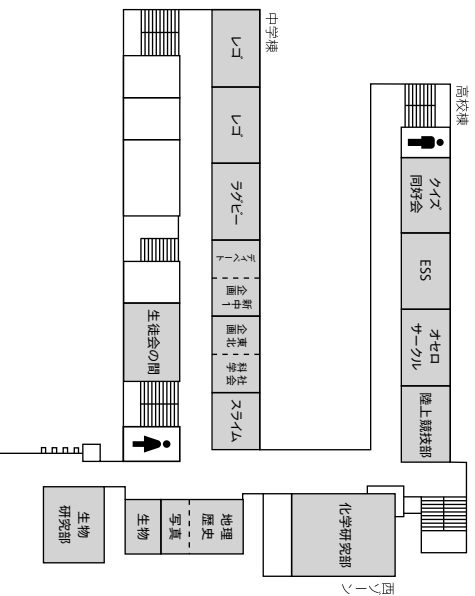 中学棟
レゴ
レゴ
ラグビー
ディベート
新中1
企画
東北
企画
社会
科学
スライム
生徒会の間
高校棟
クイズ
同好会
ESS
オセロ
サークル
陸上競技部
生物
研究部
生物
写真
地理
歴史
化学研究部
西ゾーン